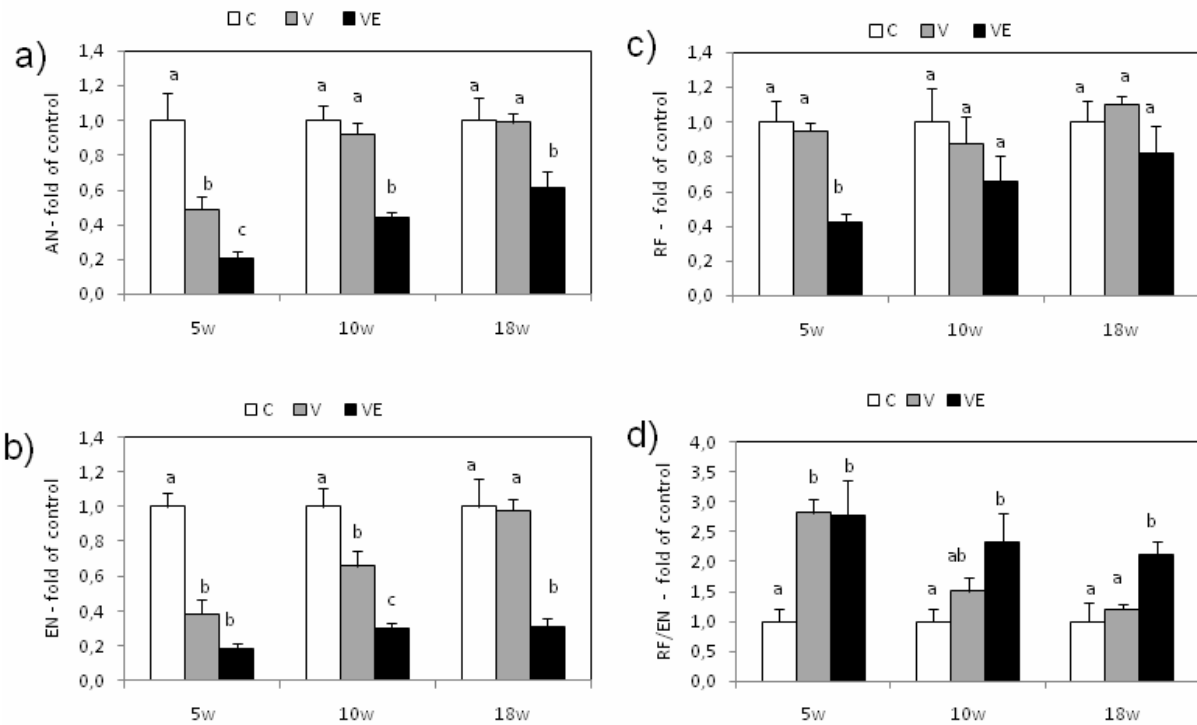 a)
C V VE
AN - fold of control
1,4
1,2
1,0
0,8
0,6
0,4
0,2
0,0
a b c
a a b
a a b
5w 10w 18w
b)
C V VE
EN - fold of control
1,4
1,2
1,0
0,8
0,6
0,4
0,2
0,0
a b b
a b c
a a b
5w 10w 18w
c)
C V VE
RF - fold of control
1,4
1,2
1,0
0,8
0,6
0,4
0,2
0,0
a a b
a a a
a a a
5w 10w 18w
d)
C V VE
RF/EN - fold of control
4,0
3,5
3,0
2,5
2,0
1,5
1,0
0,5
0,0
a b b
a ab b
a a b
5w 10w 18w